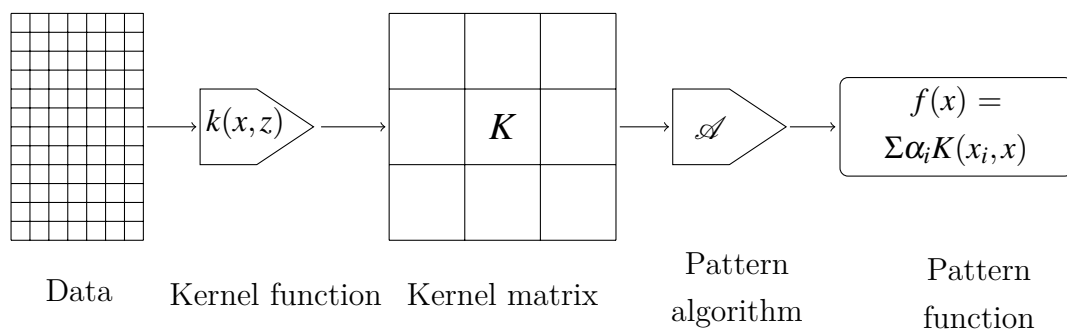 k(x, z)
K
𝒜
f(x) =
Σα_iK(x_i, x)
Data
Kernel function
Kernel matrix
Pattern
algorithm
Pattern
function